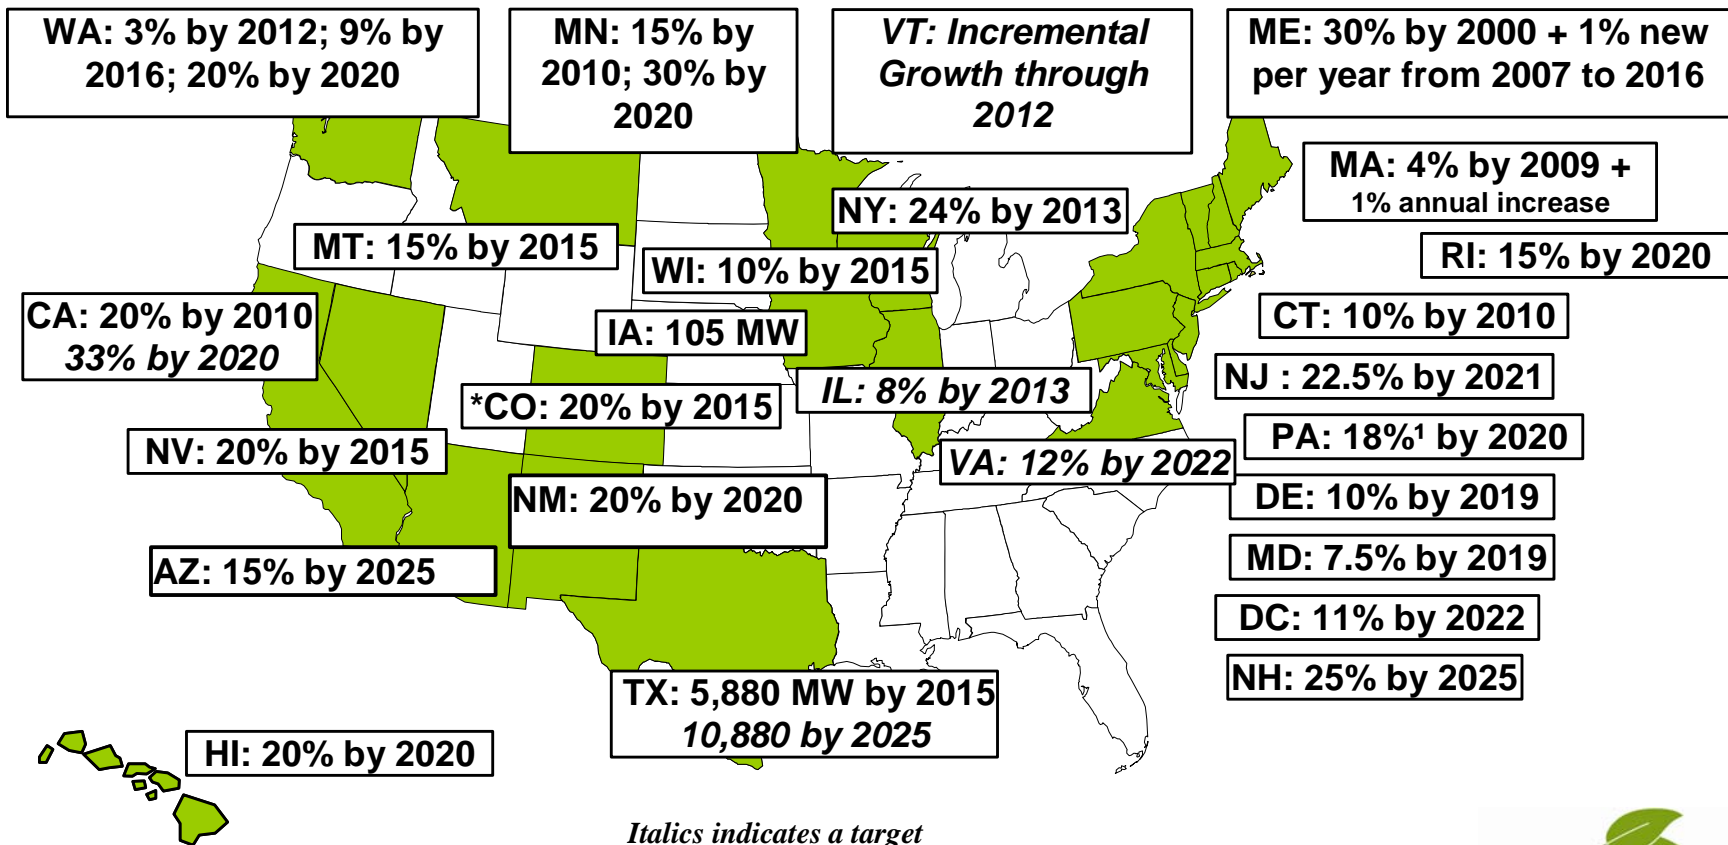 WA: 3% by 2012; 9% by
2016; 20% by 2020
MN: 15% by
2010; 30% by
2020
VT: Incremental
Growth through
2012
ME: 30% by 2000 + 1% new
per year from 2007 to 2016
MA: 4% by 2009 +
1% annual increase
NY: 24% by 2013
MT: 15% by 2015
WI: 10% by 2015
RI: 15% by 2020
CA: 20% by 2010
33% by 2020
IA: 105 MW
CT: 10% by 2010
*CO: 20% by 2015
IL: 8% by 2013
NJ : 22.5% by 2021
NV: 20% by 2015
VA: 12% by 2022
PA: 18%¹ by 2020
NM: 20% by 2020
DE: 10% by 2019
AZ: 15% by 2025
MD: 7.5% by 2019
DC: 11% by 2022
TX: 5,880 MW by 2015
10,880 by 2025
NH: 25% by 2025
HI: 20% by 2020
Italics indicates a target